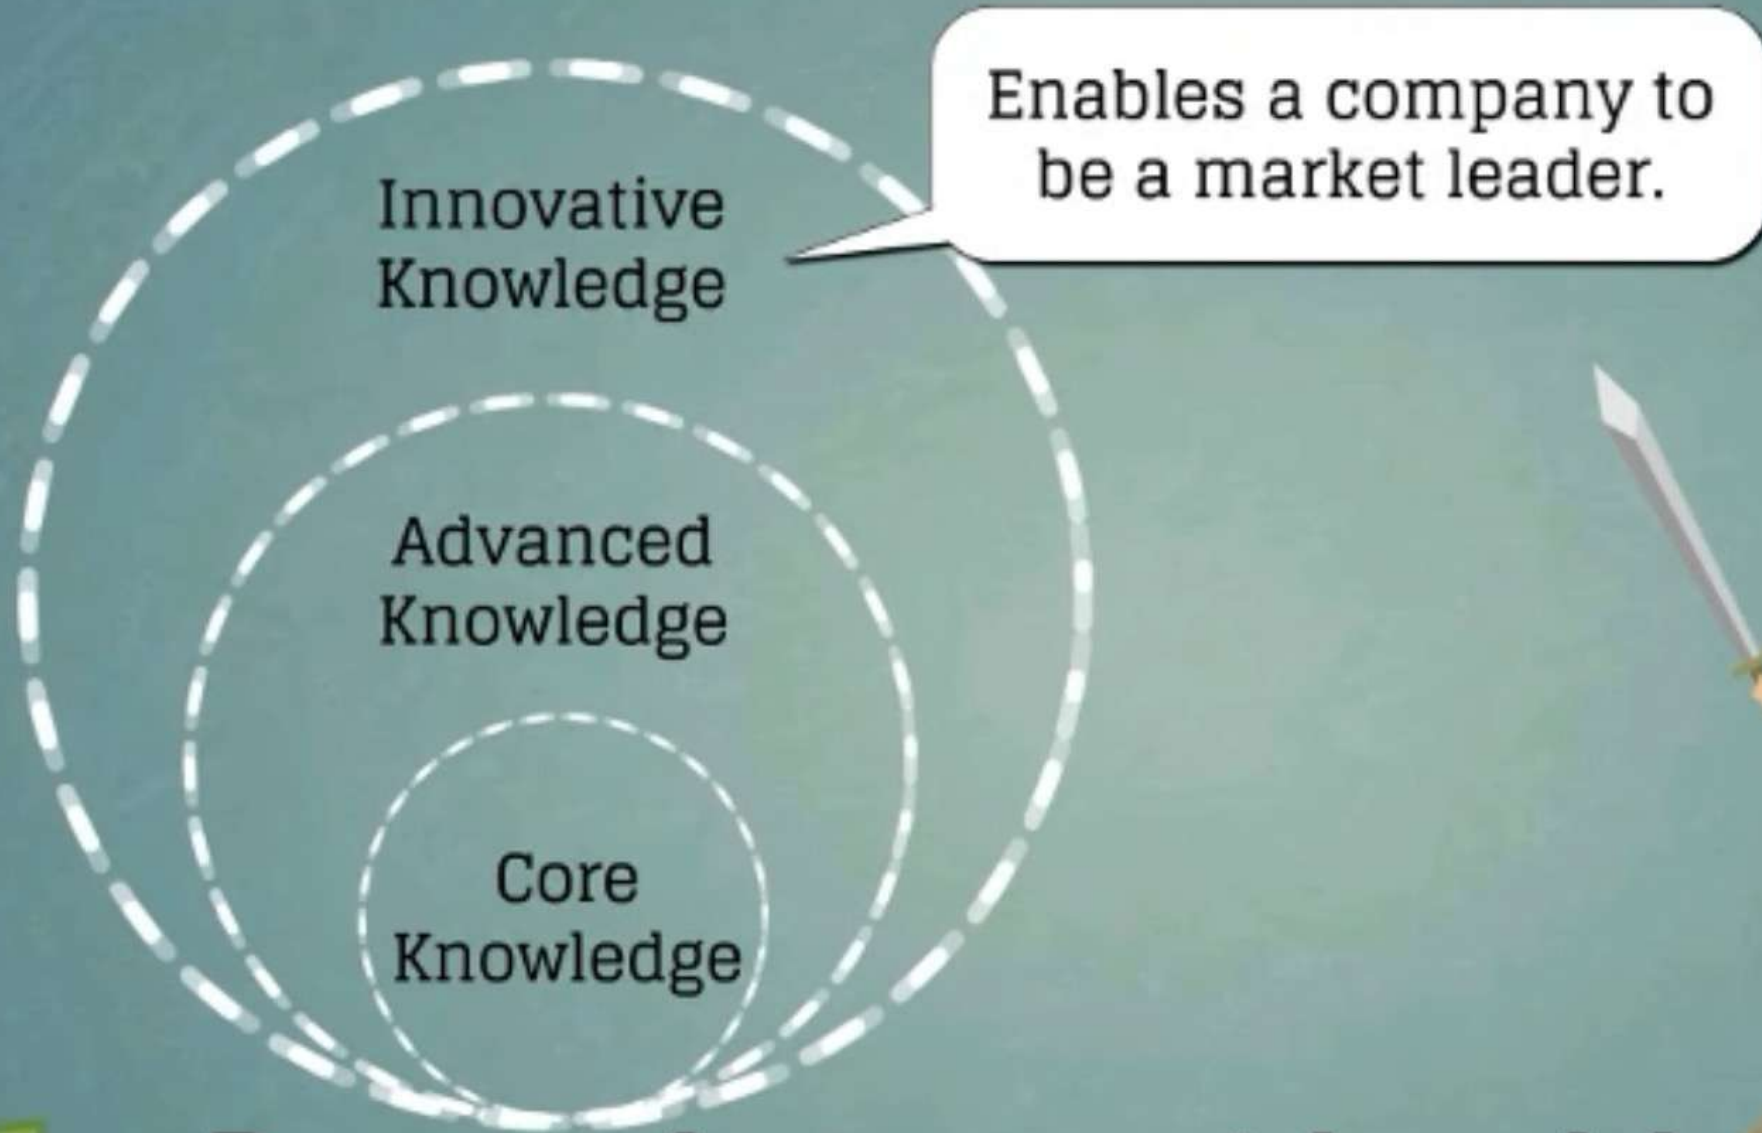 Enables a company to
be a market leader.
Innovative
Knowledge
Advanced
Knowledge
Core
Knowledge